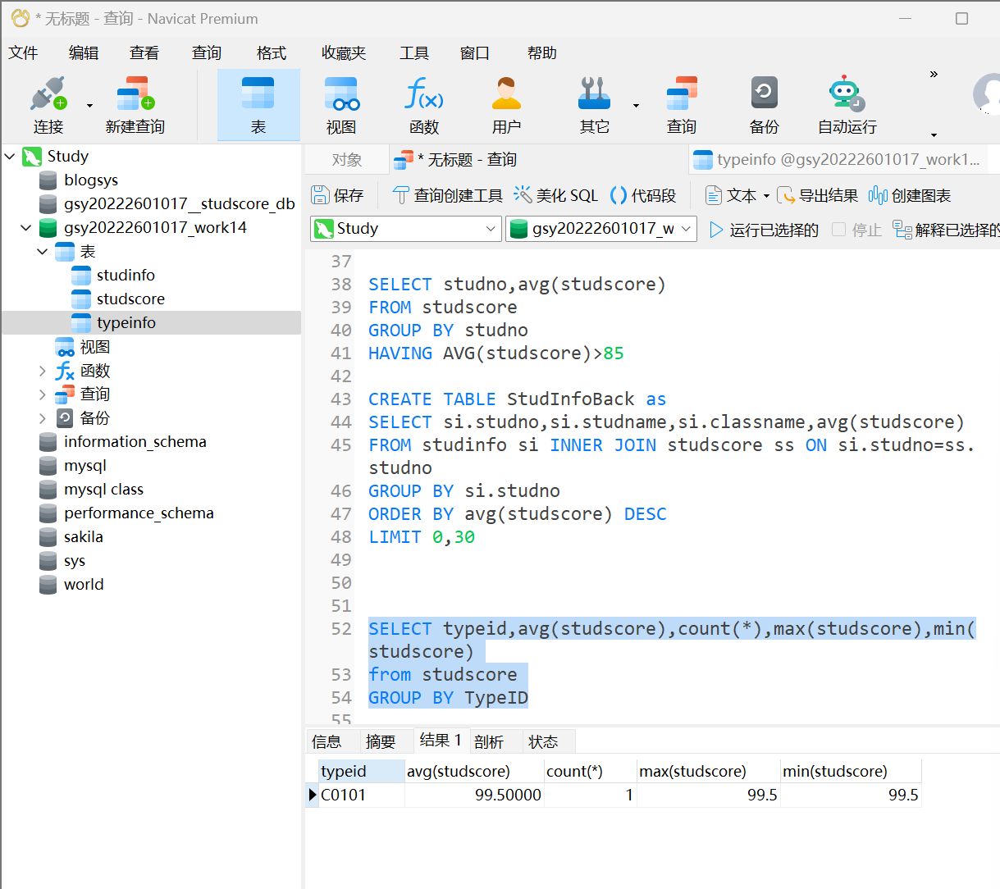 * 无标题 - 查询 - Navicat Premium
文件 编辑 查看 查询 格式 收藏夹 工具 窗口 帮助
连接 新建查询 表 视图 函数 用户 其它 查询 备份 自动运行
Study
blogsys
gsy20222601017__studscore_db
gsy20222601017_work14
表
studinfo
studscore
typeinfo
视图
函数
查询
备份
information_schema
mysql
mysql class
performance_schema
sakila
sys
world
对象 * 无标题 - 查询 typeinfo @gsy20222601017_work1...
保存 查询创建工具 美化 SQL 代码段 文本 导出结果 创建图表
Study gsy20222601017_w 运行已选择的 停止 解释已选择的
37
38 SELECT studno,avg(studscore)
39 FROM studscore
40 GROUP BY studno
41 HAVING AVG(studscore)>85
42
43 CREATE TABLE StudInfoBack as
44 SELECT si.studno,si.studname,si.classname,avg(studscore)
45 FROM studinfo si INNER JOIN studscore ss ON si.studno=ss.
studno
46 GROUP BY si.studno
47 ORDER BY avg(studscore) DESC
48 LIMIT 0,30
49
50
51
52 SELECT typeid,avg(studscore),count(*),max(studscore),min(
studscore)
53 from studscore
54 GROUP BY TypeID
55
信息 摘要 结果 1 剖析 状态
typeid avg(studscore) count(*) max(studscore) min(studscore)
C0101 99.50000 1 99.5 99.5